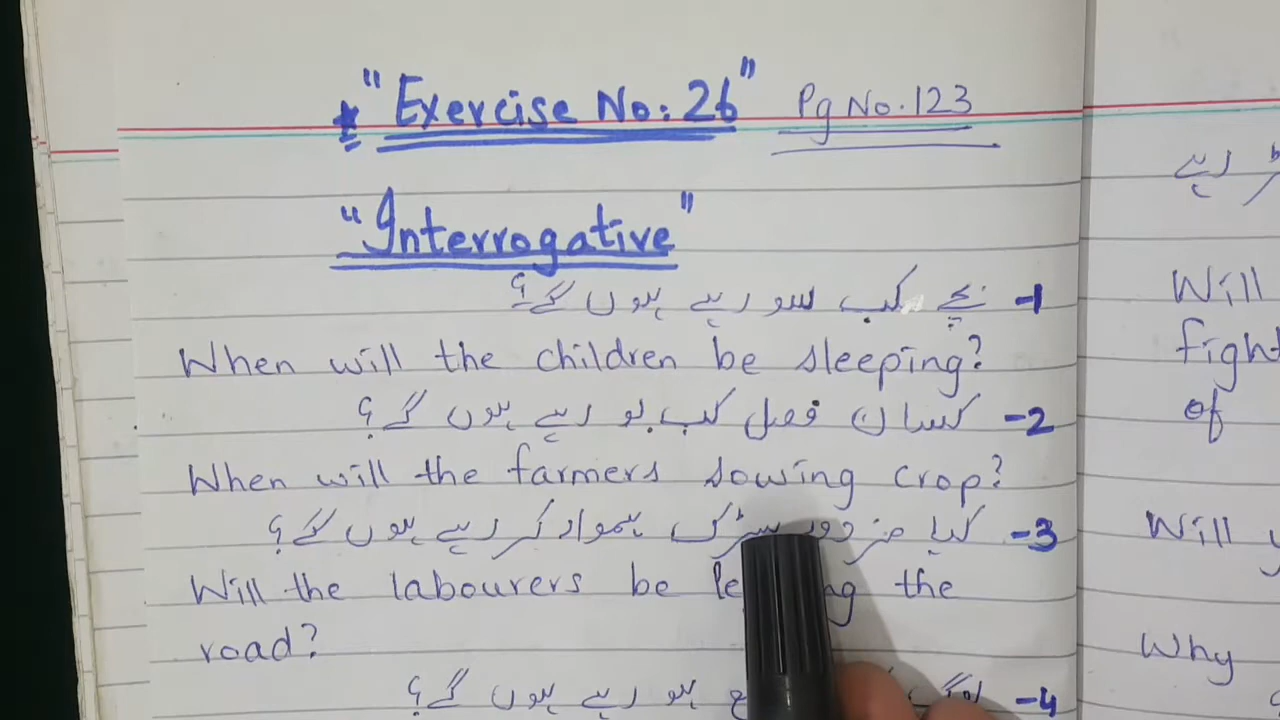 "Exercise No: 26" Pg No. 123
"Interrogative"
1- بچے کب سو رہے ہوں گے؟
When will the children be sleeping?
2- کسان فصل کب بو رہے ہوں گے؟
When will the farmers sowing crop?
3- کیا مزدور سڑک ہموار کر رہے ہوں گے؟
Will the labourers be the
road?
4- لوگ ہو رہے ہوں گے؟
رہے
Will
fight
of
Will
Why